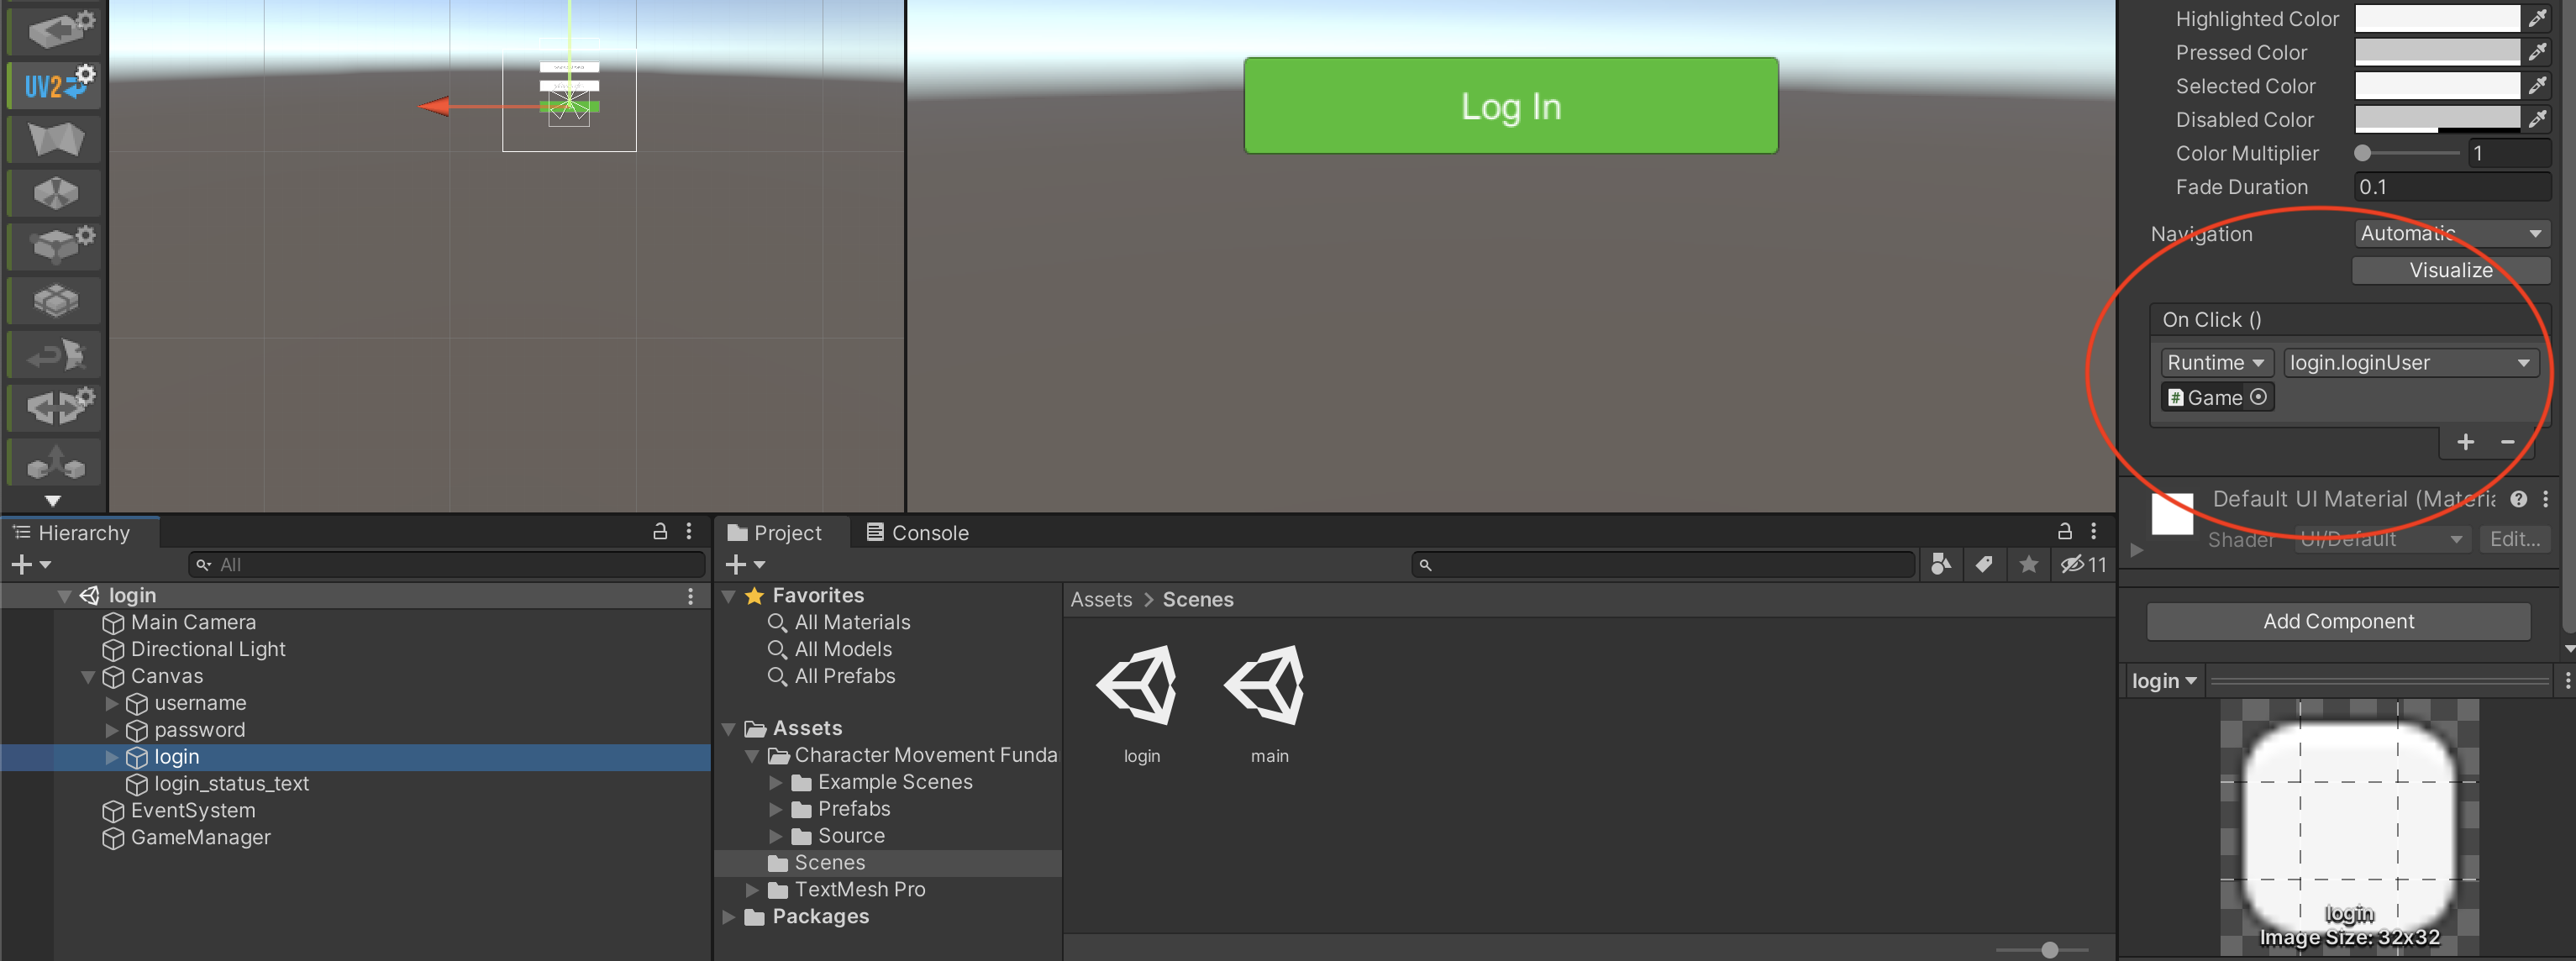 UV2
Log In
Highlighted Color
Pressed Color
Selected Color
Disabled Color
Color Multiplier 1
Fade Duration 0.1
Navigation Automatic
Visualize
On Click ()
Runtime login.loginUser
# Game
+ −
Default UI Material (Materia
Shader UI/Default Edit...
Add Component
login
login
Image Size: 32x32
Hierarchy
All
login
Main Camera
Directional Light
Canvas
username
password
login
login_status_text
EventSystem
GameManager
Project Console
11
Favorites
All Materials
All Models
All Prefabs
Assets
Character Movement Funda
Example Scenes
Prefabs
Source
Scenes
TextMesh Pro
Packages
Assets > Scenes
login main